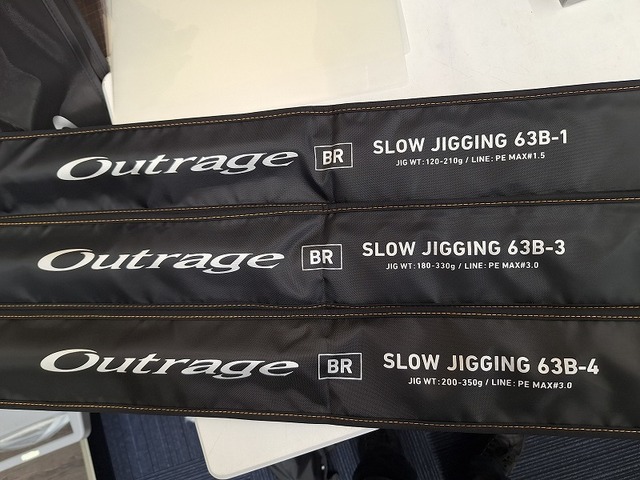 Outrage BR SLOW JIGGING 63B-1
JIG WT: 120-210g / LINE: PE MAX#1.5
Outrage BR SLOW JIGGING 63B-3
JIG WT: 180-330g / LINE: PE MAX#3.0
Outrage BR SLOW JIGGING 63B-4
JIG WT: 200-350g / LINE: PE MAX#3.0